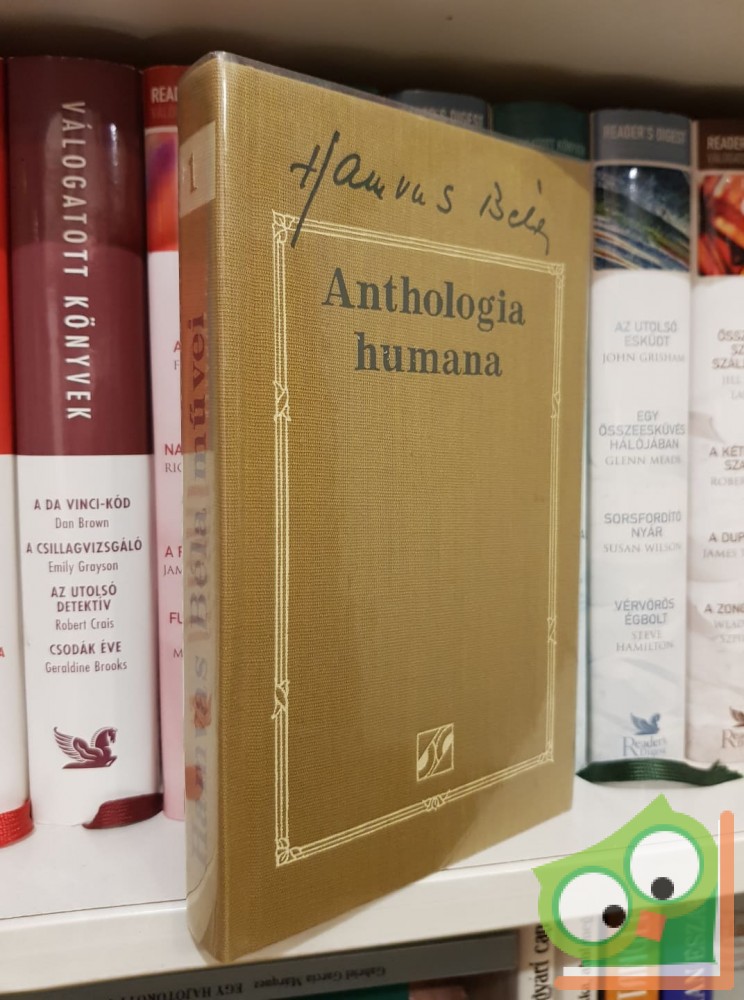 VÁLOGATOTT KÖNYVEK
A DA VINCI-KÓD
Dan Brown
A CSILLAGVIZSGÁLÓ
Emily Grayson
AZ UTOLSÓ
DETEKTÍV
Robert Crais
CSODÁK ÉVE
Geraldine Brooks
1
Hamvas Béla művei
Hamvas Béla
Anthologia
humana
READER'S DIGEST
AZ UTOLSÓ
ESKÜDT
JOHN GRISHAM
EGY
ÖSSZEESKÜVÉS
HÁLÓJÁBAN
GLENN MEADE
SORSFORDÍTÓ
NYÁR
SUSAN WILSON
VÉRVÖRÖS
ÉGBOLT
STEVE
HAMILTON
Reader's
Digest
Gabriel García Márquez